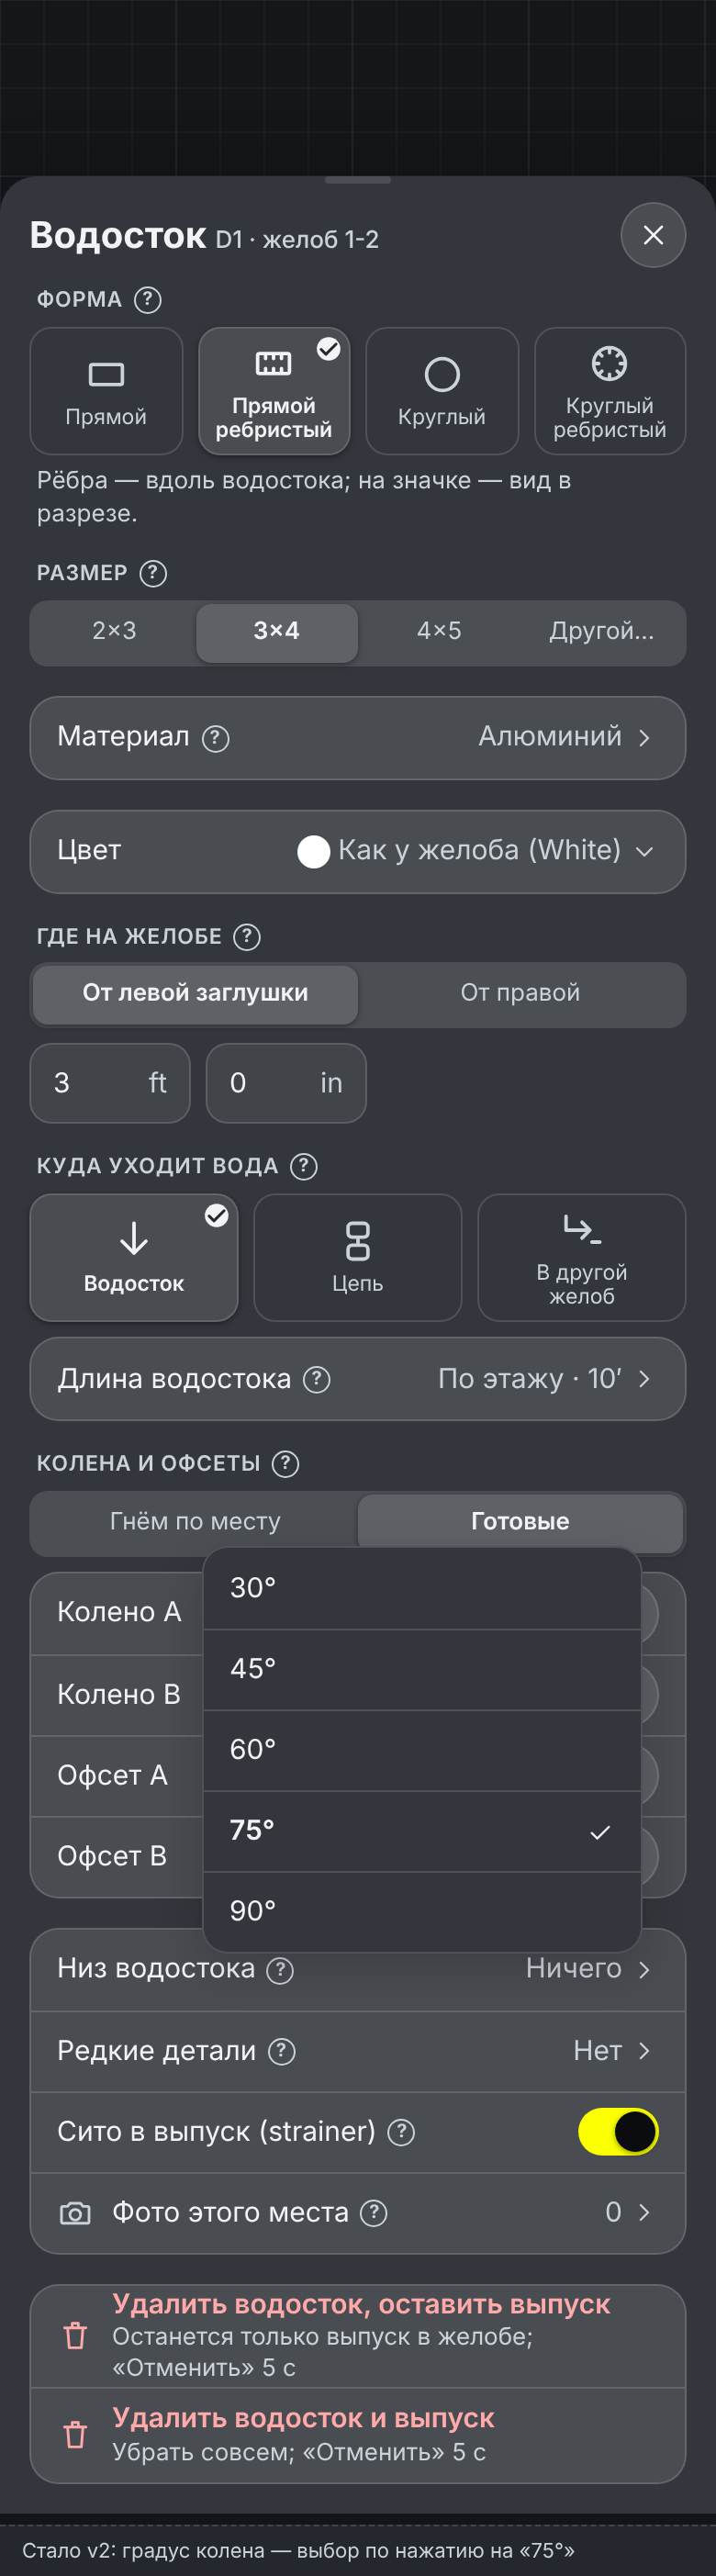 Водосток D1 · желоб 1-2
ФОРМА ?
Прямой
Прямой ребристый
Круглый
Круглый ребристый
Рёбра — вдоль водостока; на значке — вид в
разрезе.
РАЗМЕР ?
2×3 3×4 4×5 Другой...
Материал ? Алюминий
Цвет Как у желоба (White)
ГДЕ НА ЖЕЛОБЕ ?
От левой заглушки От правой
3 ft 0 in
КУДА УХОДИТ ВОДА ?
Водосток
Цепь
В другой желоб
Длина водостока ? По этажу · 10′
КОЛЕНА И ОФСЕТЫ ?
Гнём по месту Готовые
Колено A
Колено B
Офсет A
Офсет B
30°
45°
60°
75°
90°
Низ водостока ? Ничего
Редкие детали ? Нет
Сито в выпуск (strainer) ?
Фото этого места ? 0
Удалить водосток, оставить выпуск
Останется только выпуск в желобе;
«Отменить» 5 с
Удалить водосток и выпуск
Убрать совсем; «Отменить» 5 с
Стало v2: градус колена — выбор по нажатию на «75°»